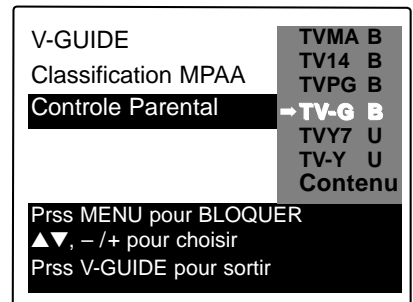 V-GUIDE
Classification MPAA
Controle Parental
TVMA B
TV14 B
TVPG B
➡TV-G B
TVY7 U
TV-Y U
Contenu
Prss MENU pour BLOQUER
▲▼, – /+ pour choisir
Prss V-GUIDE pour sortir